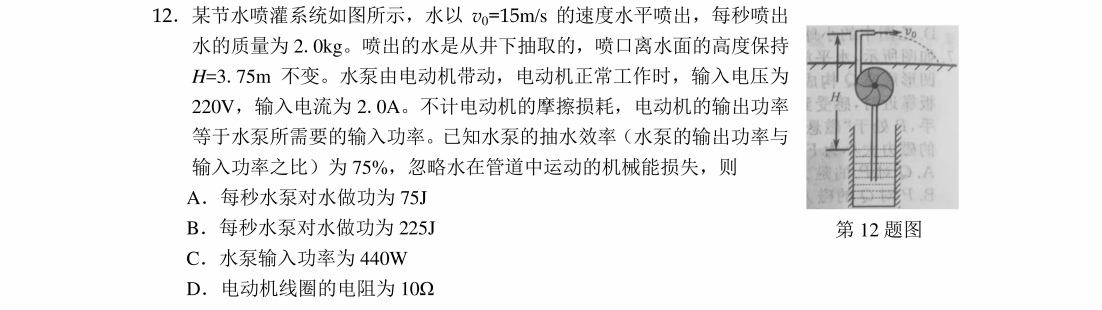 12．某节水喷灌系统如图所示，水以 v₀=15m/s 的速度水平喷出，每秒喷出
水的质量为 2. 0kg。喷出的水是从井下抽取的，喷口离水面的高度保持
H=3. 75m 不变。水泵由电动机带动，电动机正常工作时，输入电压为
220V，输入电流为 2. 0A。不计电动机的摩擦损耗，电动机的输出功率
等于水泵所需要的输入功率。已知水泵的抽水效率（水泵的输出功率与
输入功率之比）为 75%，忽略水在管道中运动的机械能损失，则
A．每秒水泵对水做功为 75J
B．每秒水泵对水做功为 225J
C．水泵输入功率为 440W
D．电动机线圈的电阻为 10Ω
v₀
H
第 12 题图